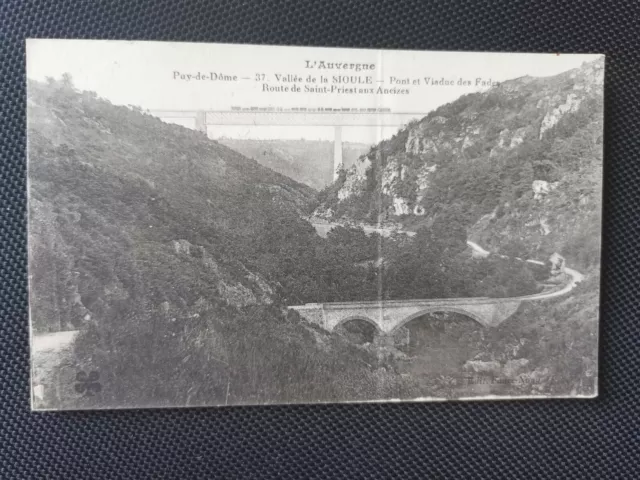 L'Auvergne
Puy-de-Dôme — 37. Vallée de la SIOULE — Pont et Viaduc des Fades
Route de Saint-Priest aux Ancizes